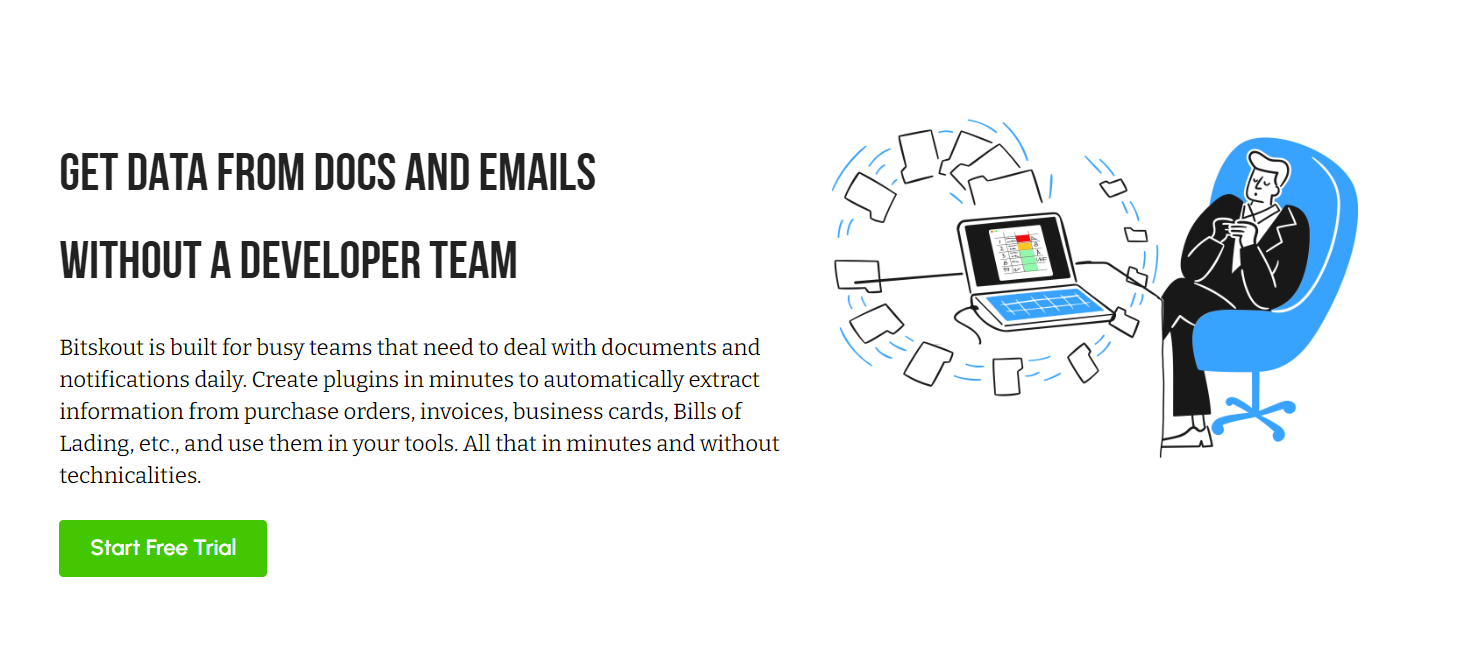 GET DATA FROM DOCS AND EMAILS
WITHOUT A DEVELOPER TEAM
Bitskout is built for busy teams that need to deal with documents and
notifications daily. Create plugins in minutes to automatically extract
information from purchase orders, invoices, business cards, Bills of
Lading, etc., and use them in your tools. All that in minutes and without
technicalities.
Start Free Trial